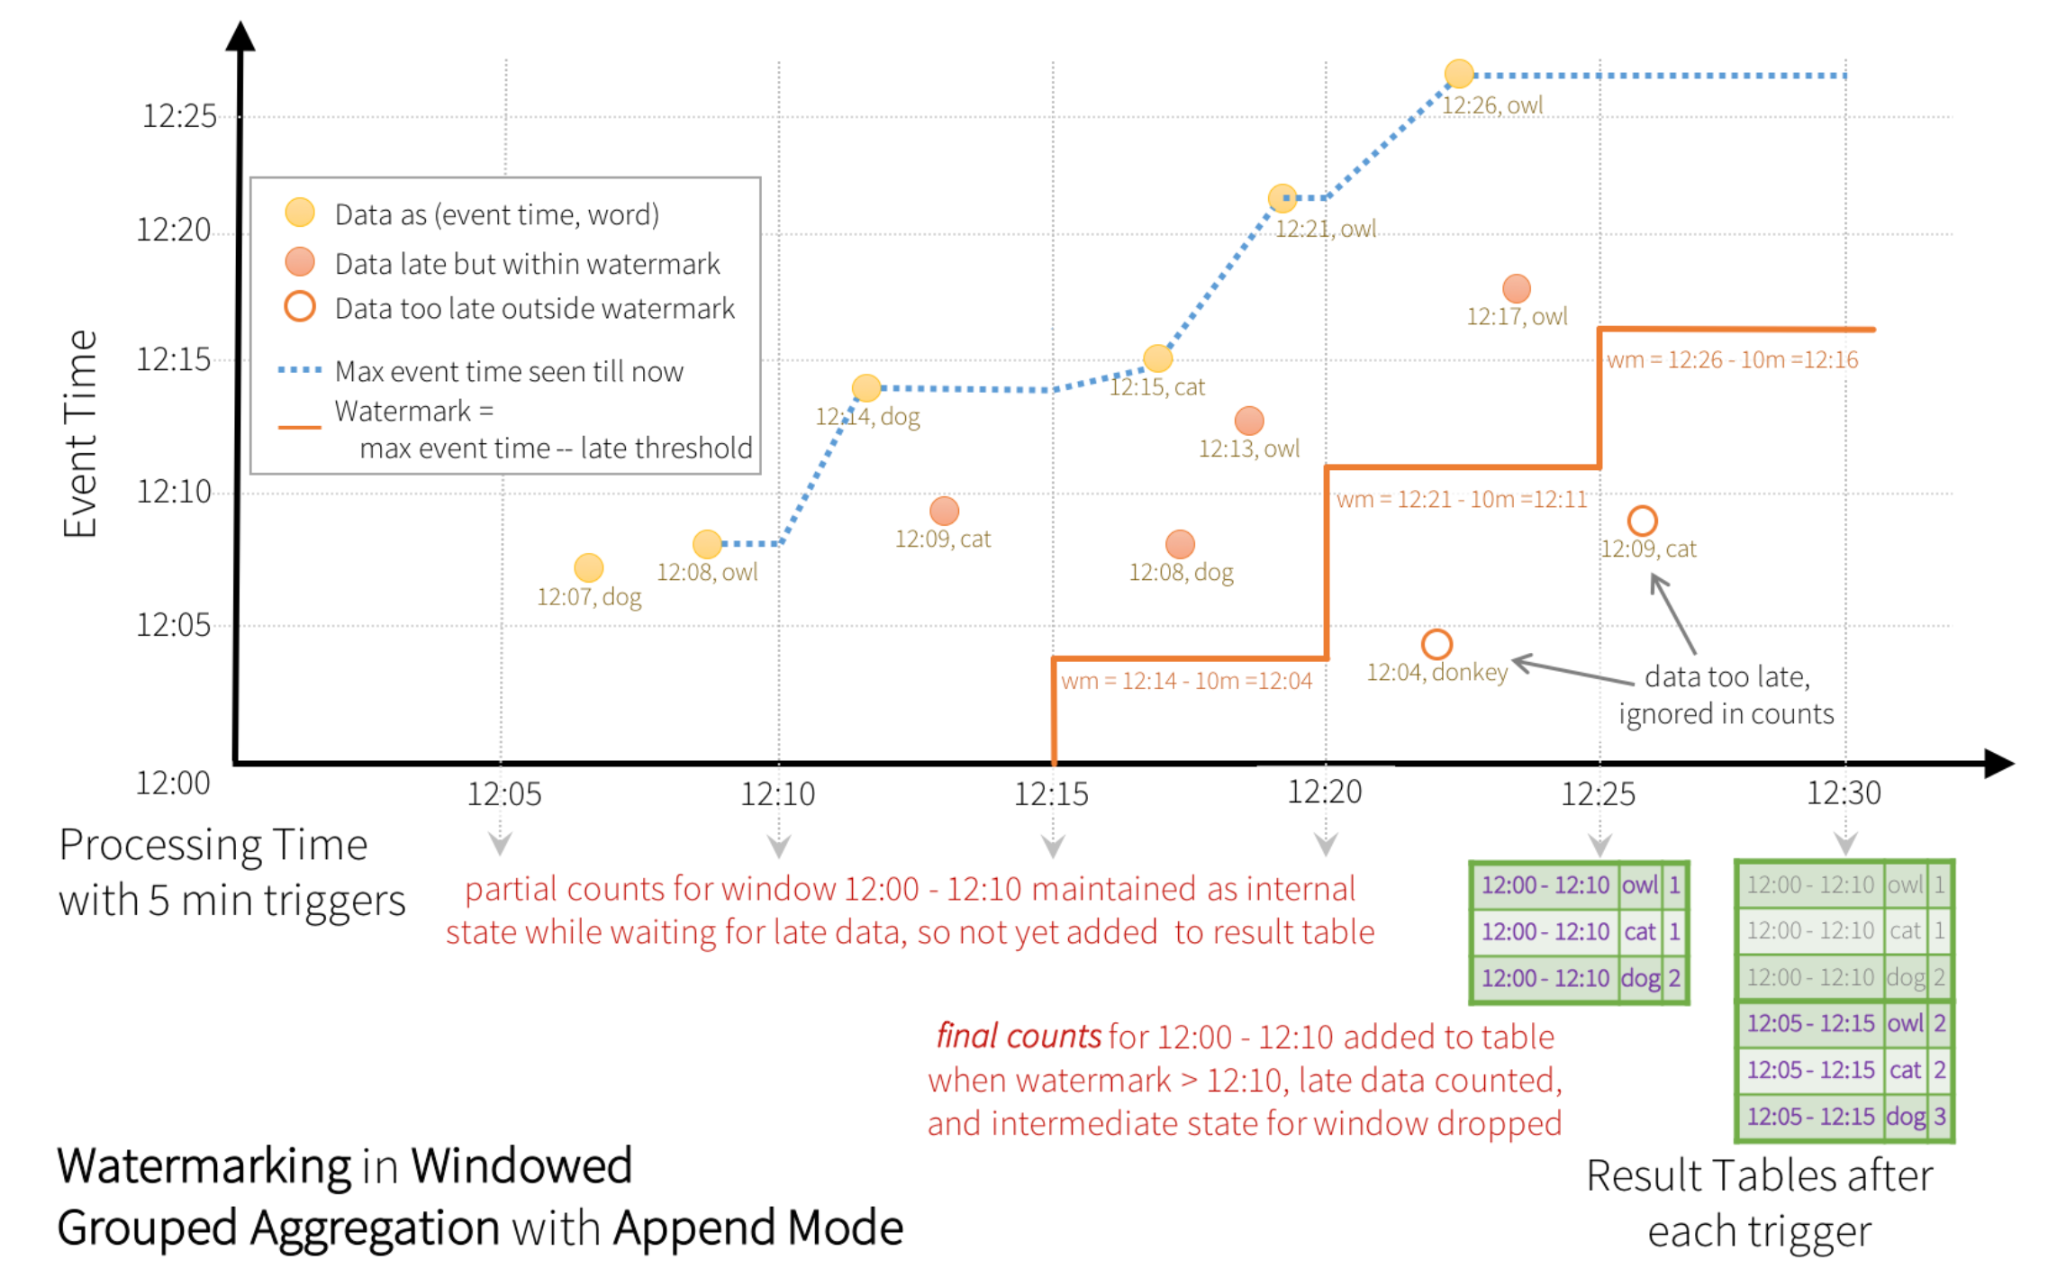 12:25
12:20
12:15
12:10
12:05
12:00
Event Time
Data as (event time, word)
Data late but within watermark
Data too late outside watermark
Max event time seen till now
Watermark =
max event time -- late threshold
12:07, dog
12:08, owl
12:14, dog
12:09, cat
12:15, cat
12:08, dog
12:13, owl
12:21, owl
12:26, owl
12:17, owl
12:04, donkey
12:09, cat
wm = 12:14 - 10m =12:04
wm = 12:21 - 10m =12:11
wm = 12:26 - 10m =12:16
data too late,
ignored in counts
12:05
12:10
12:15
12:20
12:25
12:30
Processing Time
with 5 min triggers
partial counts for window 12:00 - 12:10 maintained as internal
state while waiting for late data, so not yet added to result table
12:00 - 12:10 owl 1
12:00 - 12:10 cat 1
12:00 - 12:10 dog 2
12:00 - 12:10 owl 1
12:00 - 12:10 cat 1
12:00 - 12:10 dog 2
12:05 - 12:15 owl 2
12:05 - 12:15 cat 2
12:05 - 12:15 dog 3
final counts for 12:00 - 12:10 added to table
when watermark > 12:10, late data counted,
and intermediate state for window dropped
Watermarking in Windowed
Grouped Aggregation with Append Mode
Result Tables after
each trigger